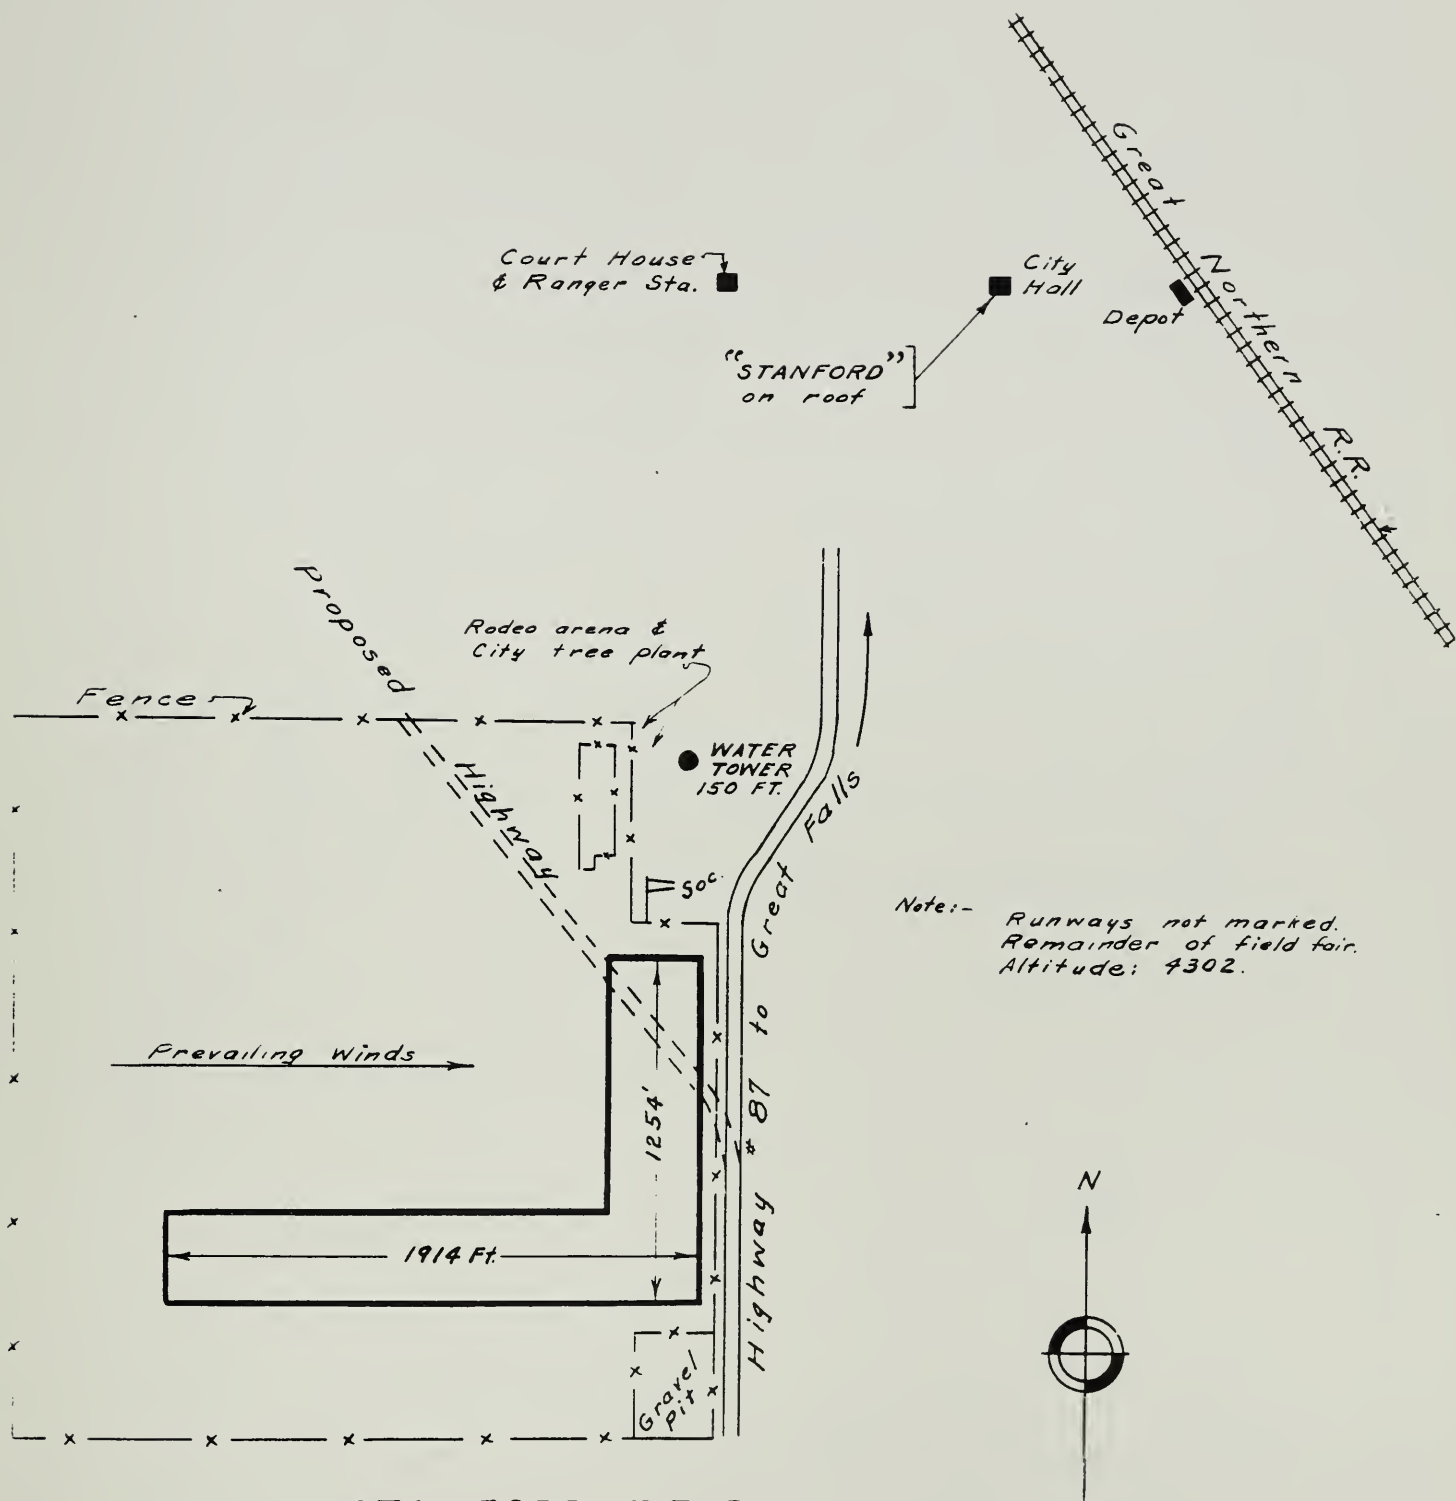 Great
Northern
R.R.
Court House
& Ranger Sta.
City
Hall
Depot
"STANFORD"
on roof
Proposed
Highway
Rodeo arena &
City tree plant
Fence
WATER
TOWER
150 FT.
Soc.
Highway #87 to Great Falls
Note:- Runways not marked.
Remainder of field fair.
Altitude: 4302.
Prevailing Winds
1254'
1914 Ft.
N
Gravel
Pit